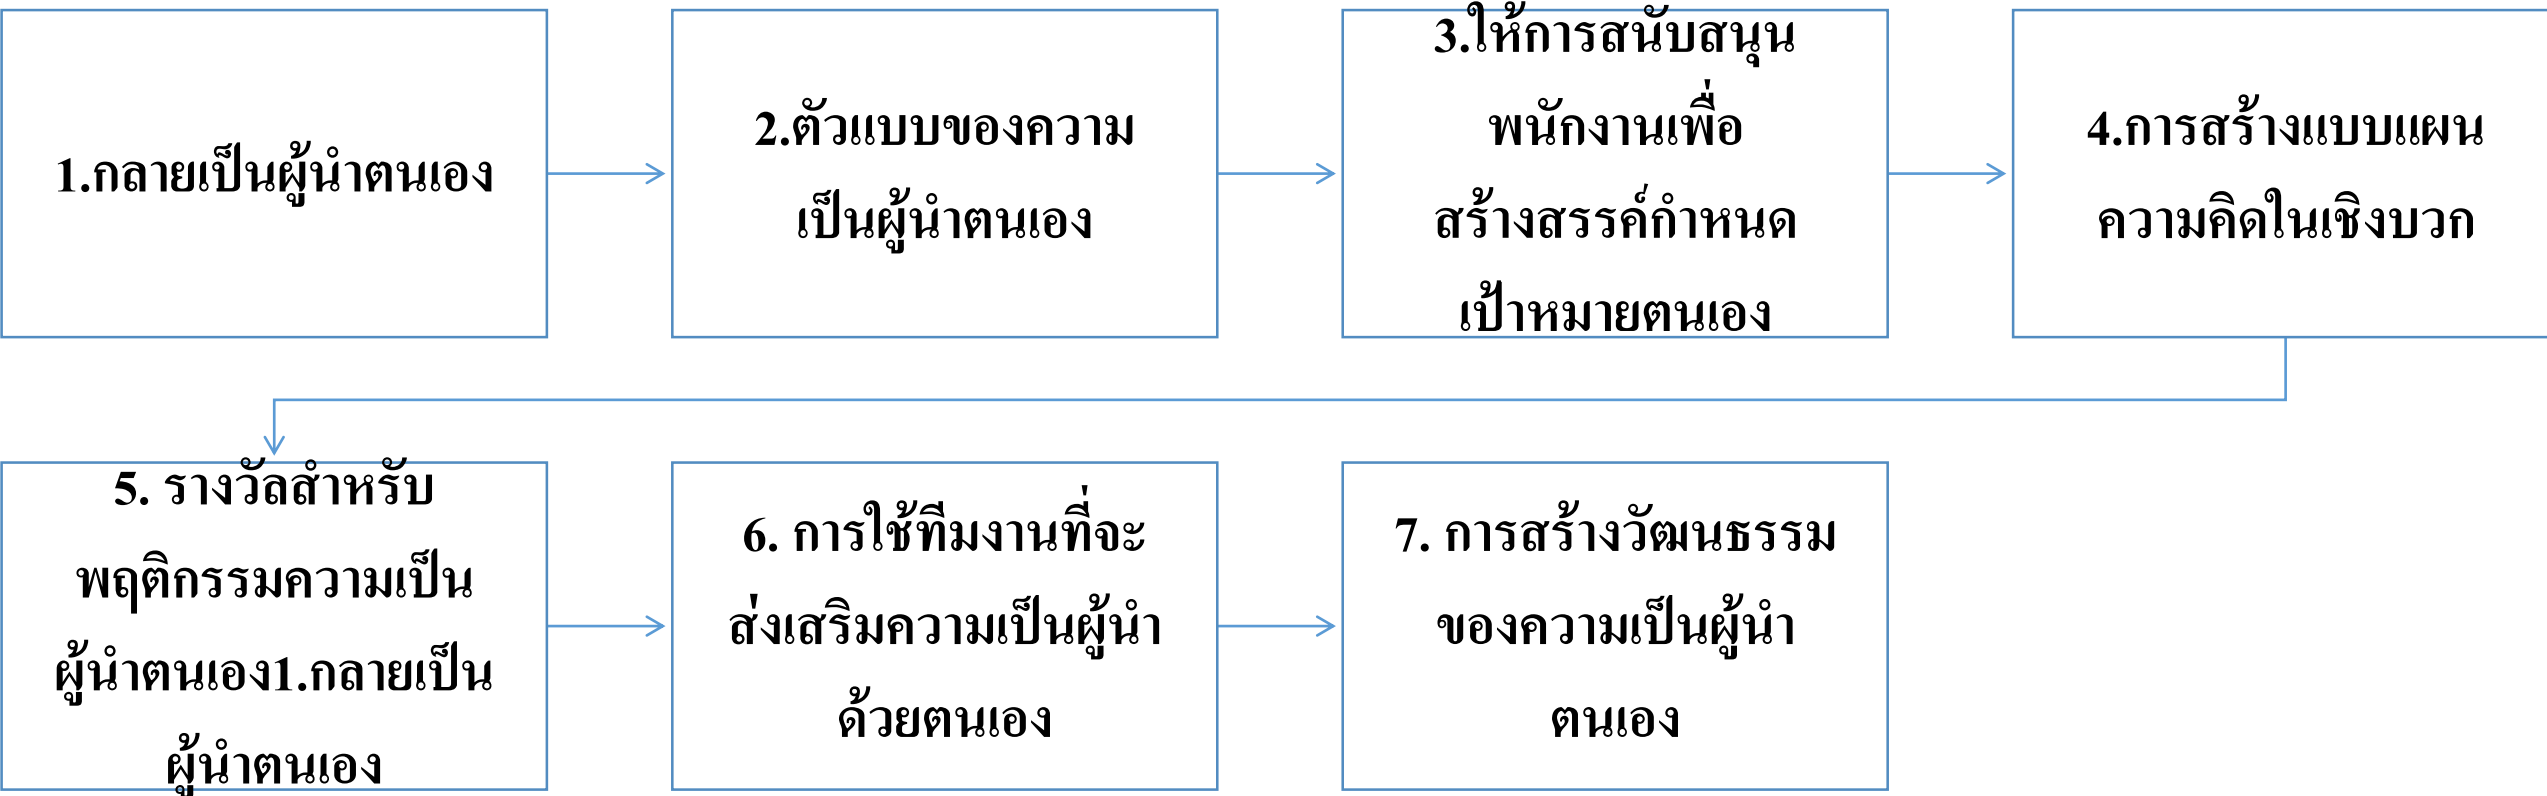 1.กลายเป็นผู้นำตนเอง
2.ตัวแบบของความ
เป็นผู้นำตนเอง
3.ให้การสนับสนุน
พนักงานเพื่อ
สร้างสรรค์กำหนด
เป้าหมายตนเอง
4.การสร้างแบบแผน
ความคิดในเชิงบวก
5. รางวัลสำหรับ
พฤติกรรมความเป็น
ผู้นำตนเอง1.กลายเป็น
ผู้นำตนเอง
6. การใช้ทีมงานที่จะ
ส่งเสริมความเป็นผู้นำ
ด้วยตนเอง
7. การสร้างวัฒนธรรม
ของความเป็นผู้นำ
ตนเอง